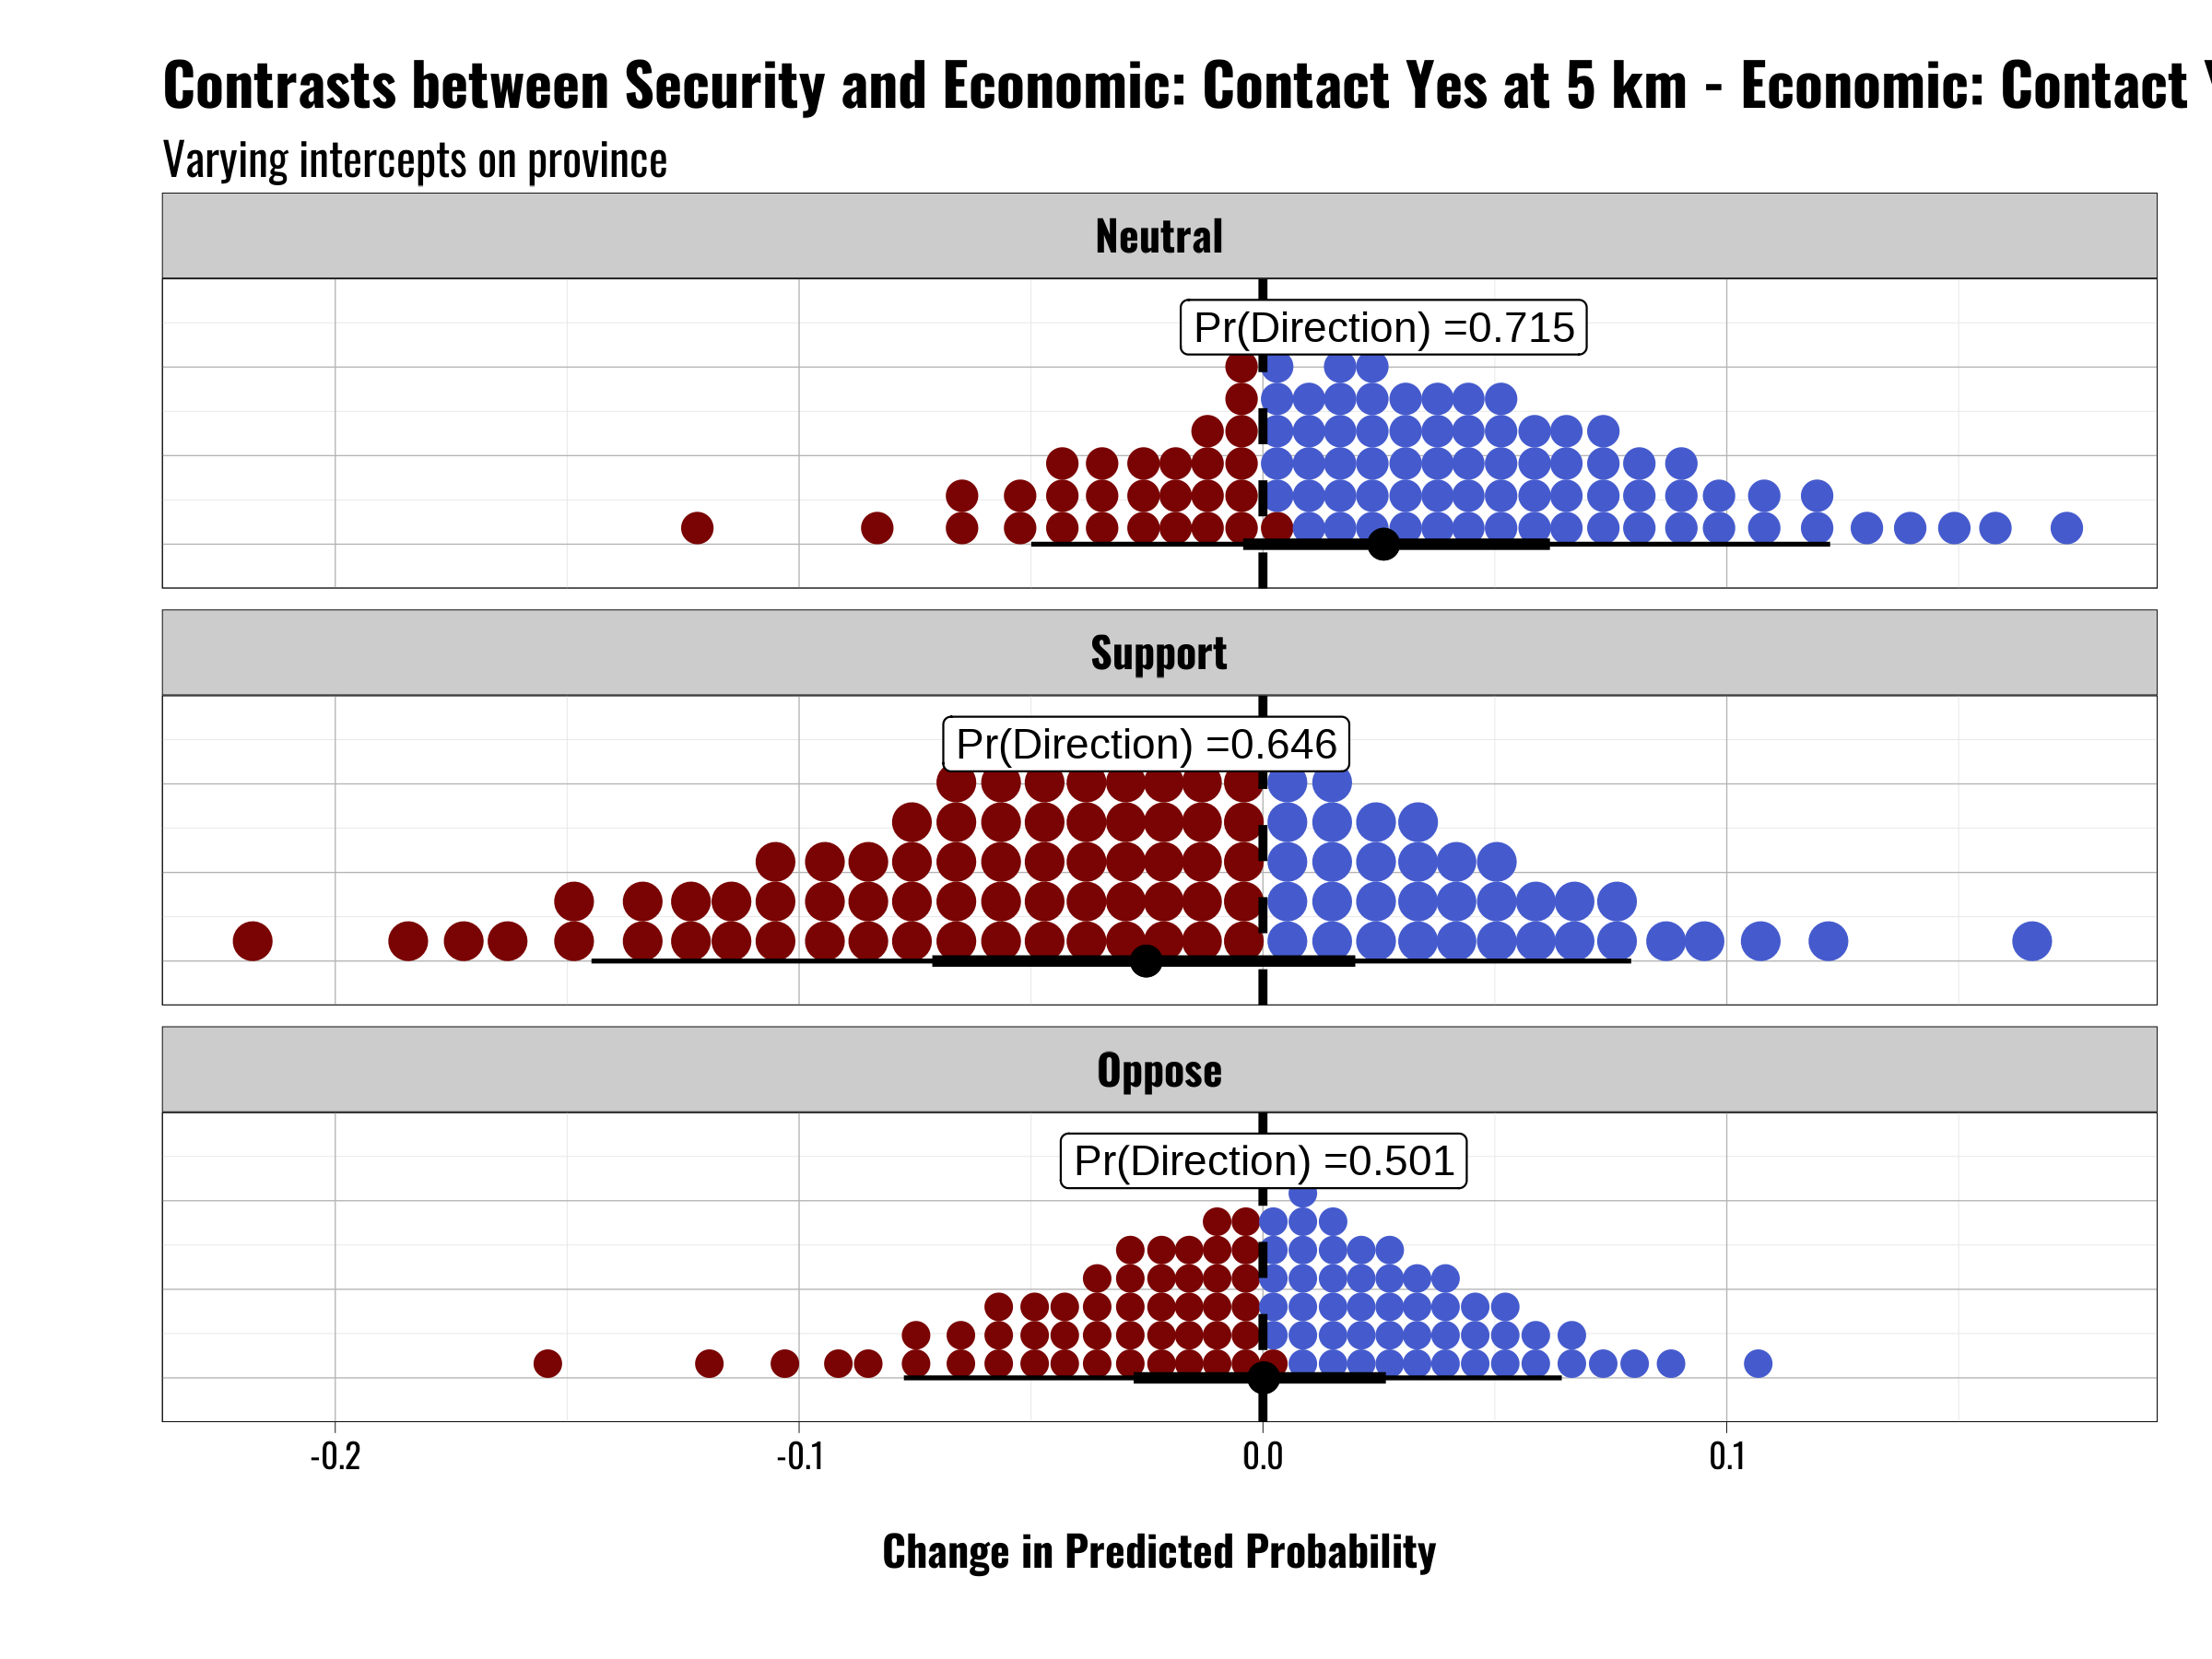 Contrasts between Security and Economic: Contact Yes at 5 km - Economic: Contact
Varying intercepts on province
Neutral
Pr(Direction) =0.715
Support
Pr(Direction) =0.646
Oppose
Pr(Direction) =0.501
-0.2 -0.1 0.0 0.1
Change in Predicted Probability